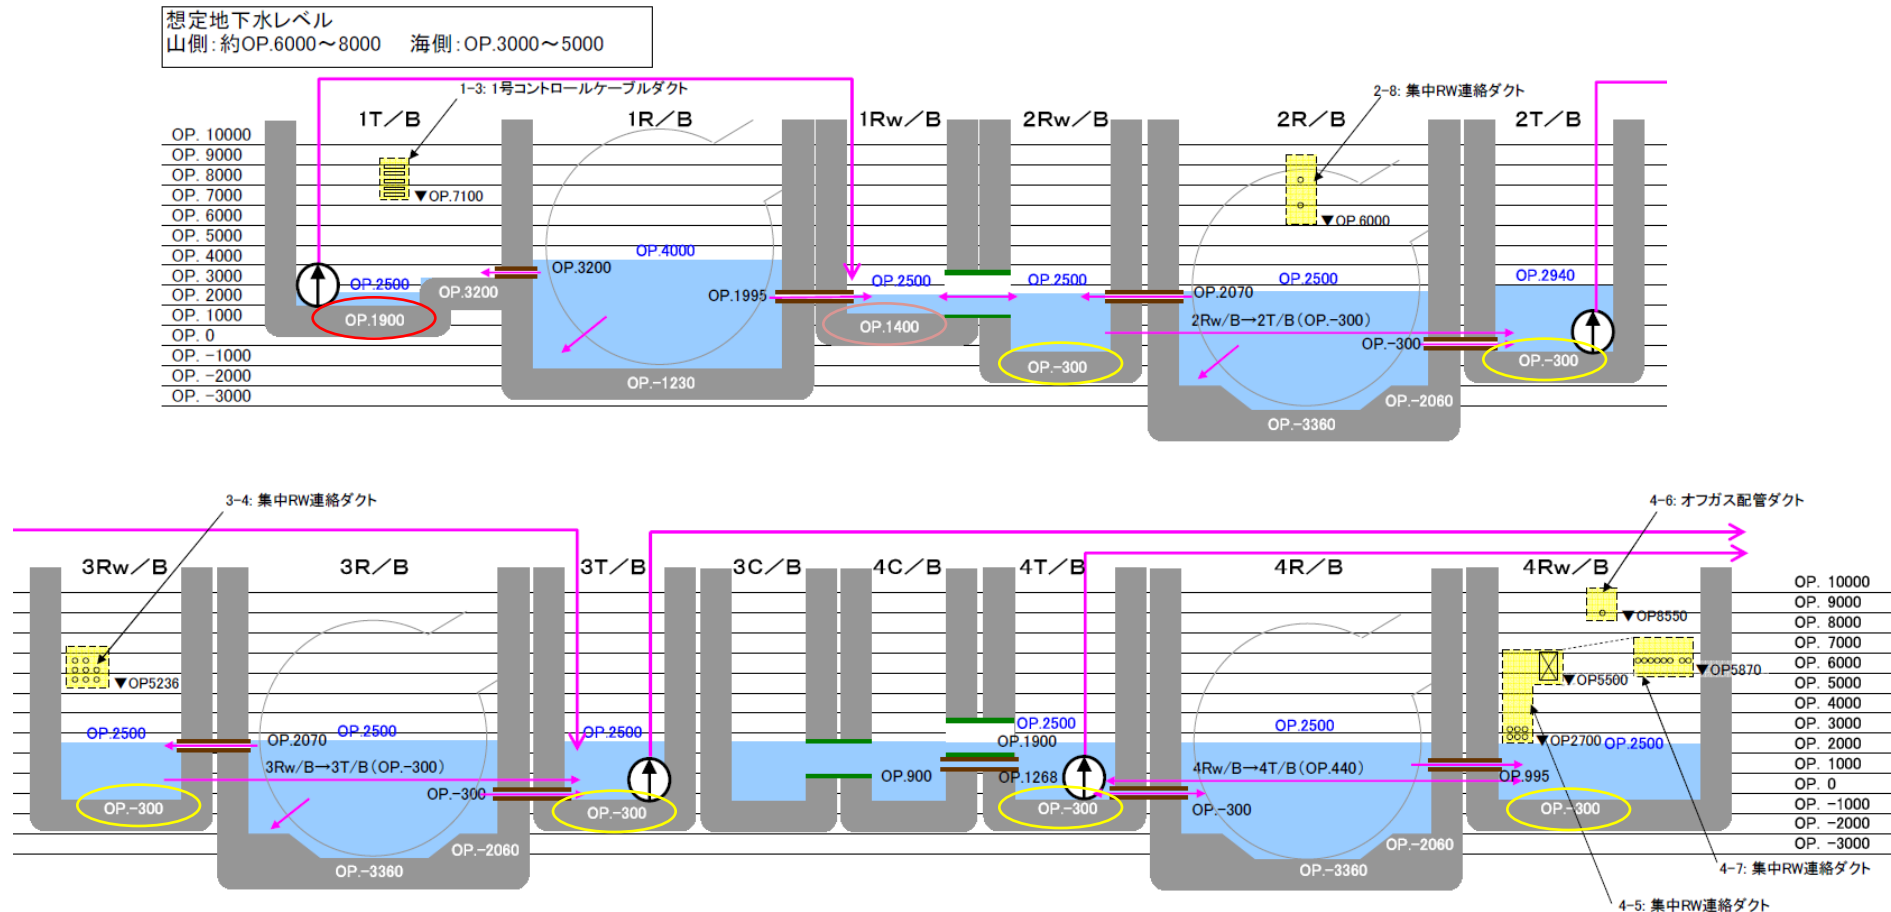 想定地下水レベル
山側:約OP.6000～8000　海側:OP.3000～5000
1-3: 1号コントロールケーブルダクト
2-8: 集中RW連絡ダクト
1T／B
1R／B
1Rw／B
2Rw／B
2R／B
2T／B
OP. 10000
OP. 9000
OP. 8000
OP. 7000
OP. 6000
OP. 5000
OP. 4000
OP. 3000
OP. 2000
OP. 1000
OP. 0
OP. -1000
OP. -2000
OP. -3000
▼OP.7100
▼OP.6000
OP.2500
OP.3200
OP.1900
OP.4000
OP.3200
OP.1995
OP.-1230
OP.2500
OP.1400
OP.2500
OP.-300
OP.2500
OP.2070
2Rw/B→2T/B(OP.-300)
OP.-300
OP.-2060
OP.-3360
OP.2940
OP.-300
3-4: 集中RW連絡ダクト
4-6: オフガス配管ダクト
3Rw／B
3R／B
3T／B
3C／B
4C／B
4T／B
4R／B
4Rw／B
OP. 10000
OP. 9000
OP. 8000
OP. 7000
OP. 6000
OP. 5000
OP. 4000
OP. 3000
OP. 2000
OP. 1000
OP. 0
OP. -1000
OP. -2000
OP. -3000
▼OP5236
▼OP8550
▼OP5500
▼OP5870
▼OP2700
OP.2500
OP.-300
OP.2070
OP.2500
3Rw/B→3T/B(OP.-300)
OP.-300
OP.-2060
OP.-3360
OP.2500
OP.-300
OP.900
OP.2500
OP.1900
OP.1268
OP.-300
OP.2500
4Rw/B→4T/B(OP.440)
OP.-300
OP.-2060
OP.-3360
OP.995
OP.2500
OP.-300
4-7: 集中RW連絡ダクト
4-5: 集中RW連絡ダクト